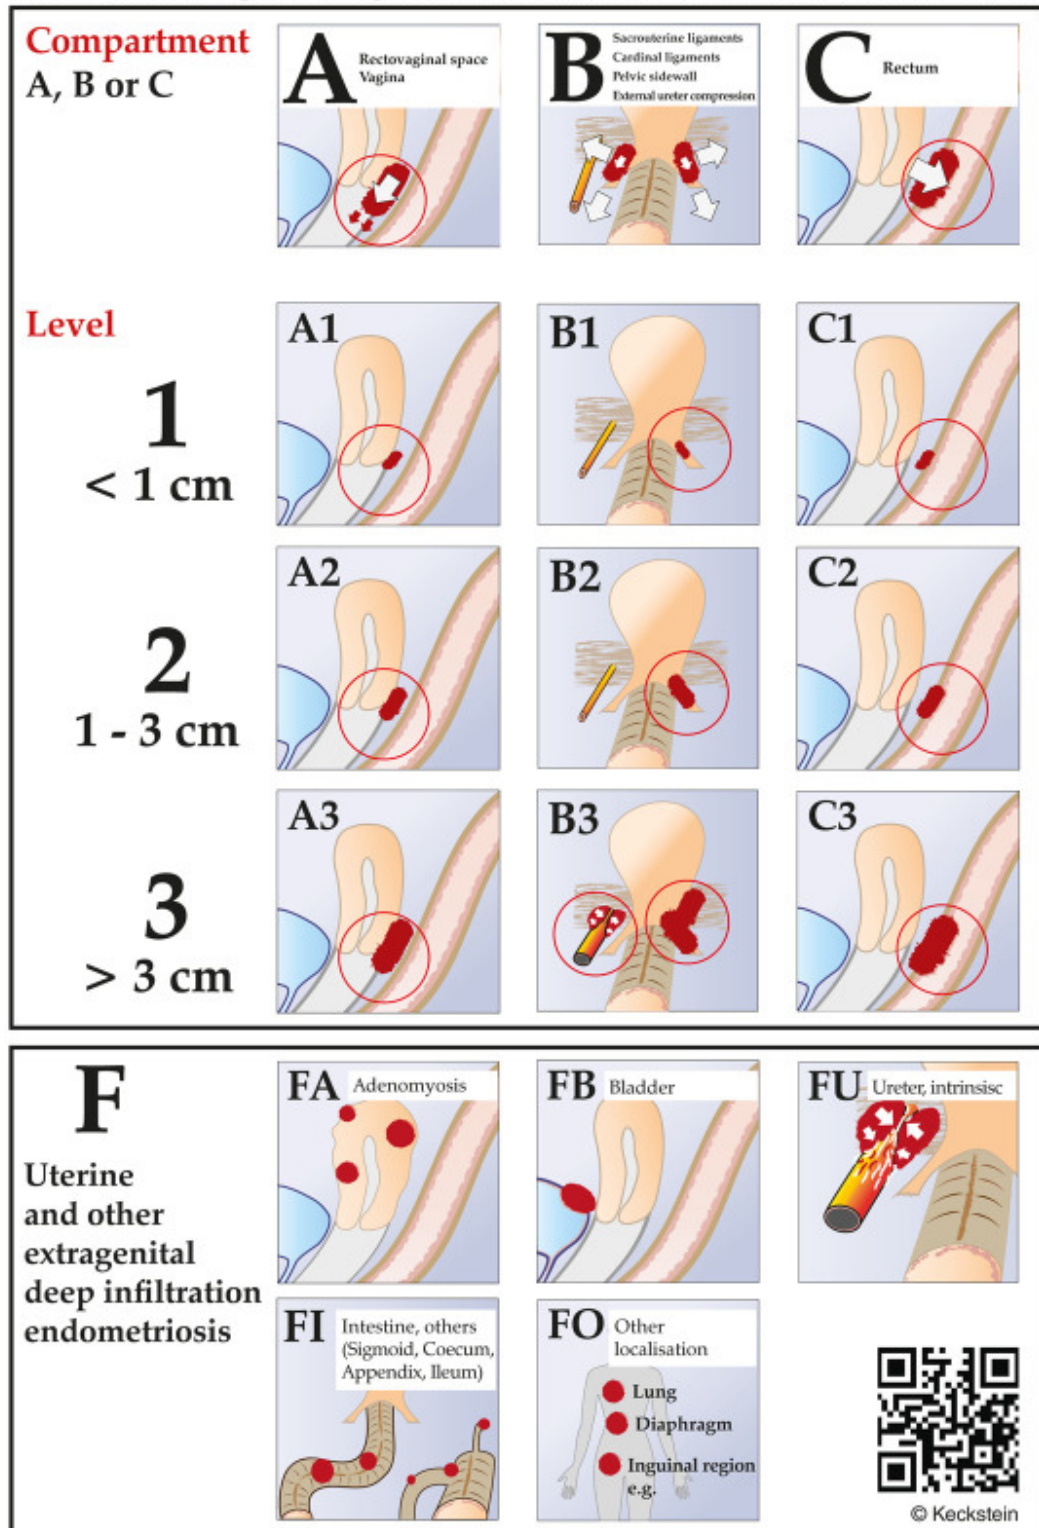 Compartment
A, B or C
A
Rectovaginal space
Vagina
B
Sacrouterine ligaments
Cardinal ligaments
Pelvic sidewall
External ureter compression
C
Rectum
Level
1
< 1 cm
A1
B1
C1
2
1 - 3 cm
A2
B2
C2
3
> 3 cm
A3
B3
C3
F
Uterine
and other
extragenital
deep infiltration
endometriosis
FA
Adenomyosis
FB
Bladder
FU
Ureter, intrinsisc
FI
Intestine, others
(Sigmoid, Coecum,
Appendix, Ileum)
FO
Other
localisation
Lung
Diaphragm
Inguinal region
e.g.
© Keckstein